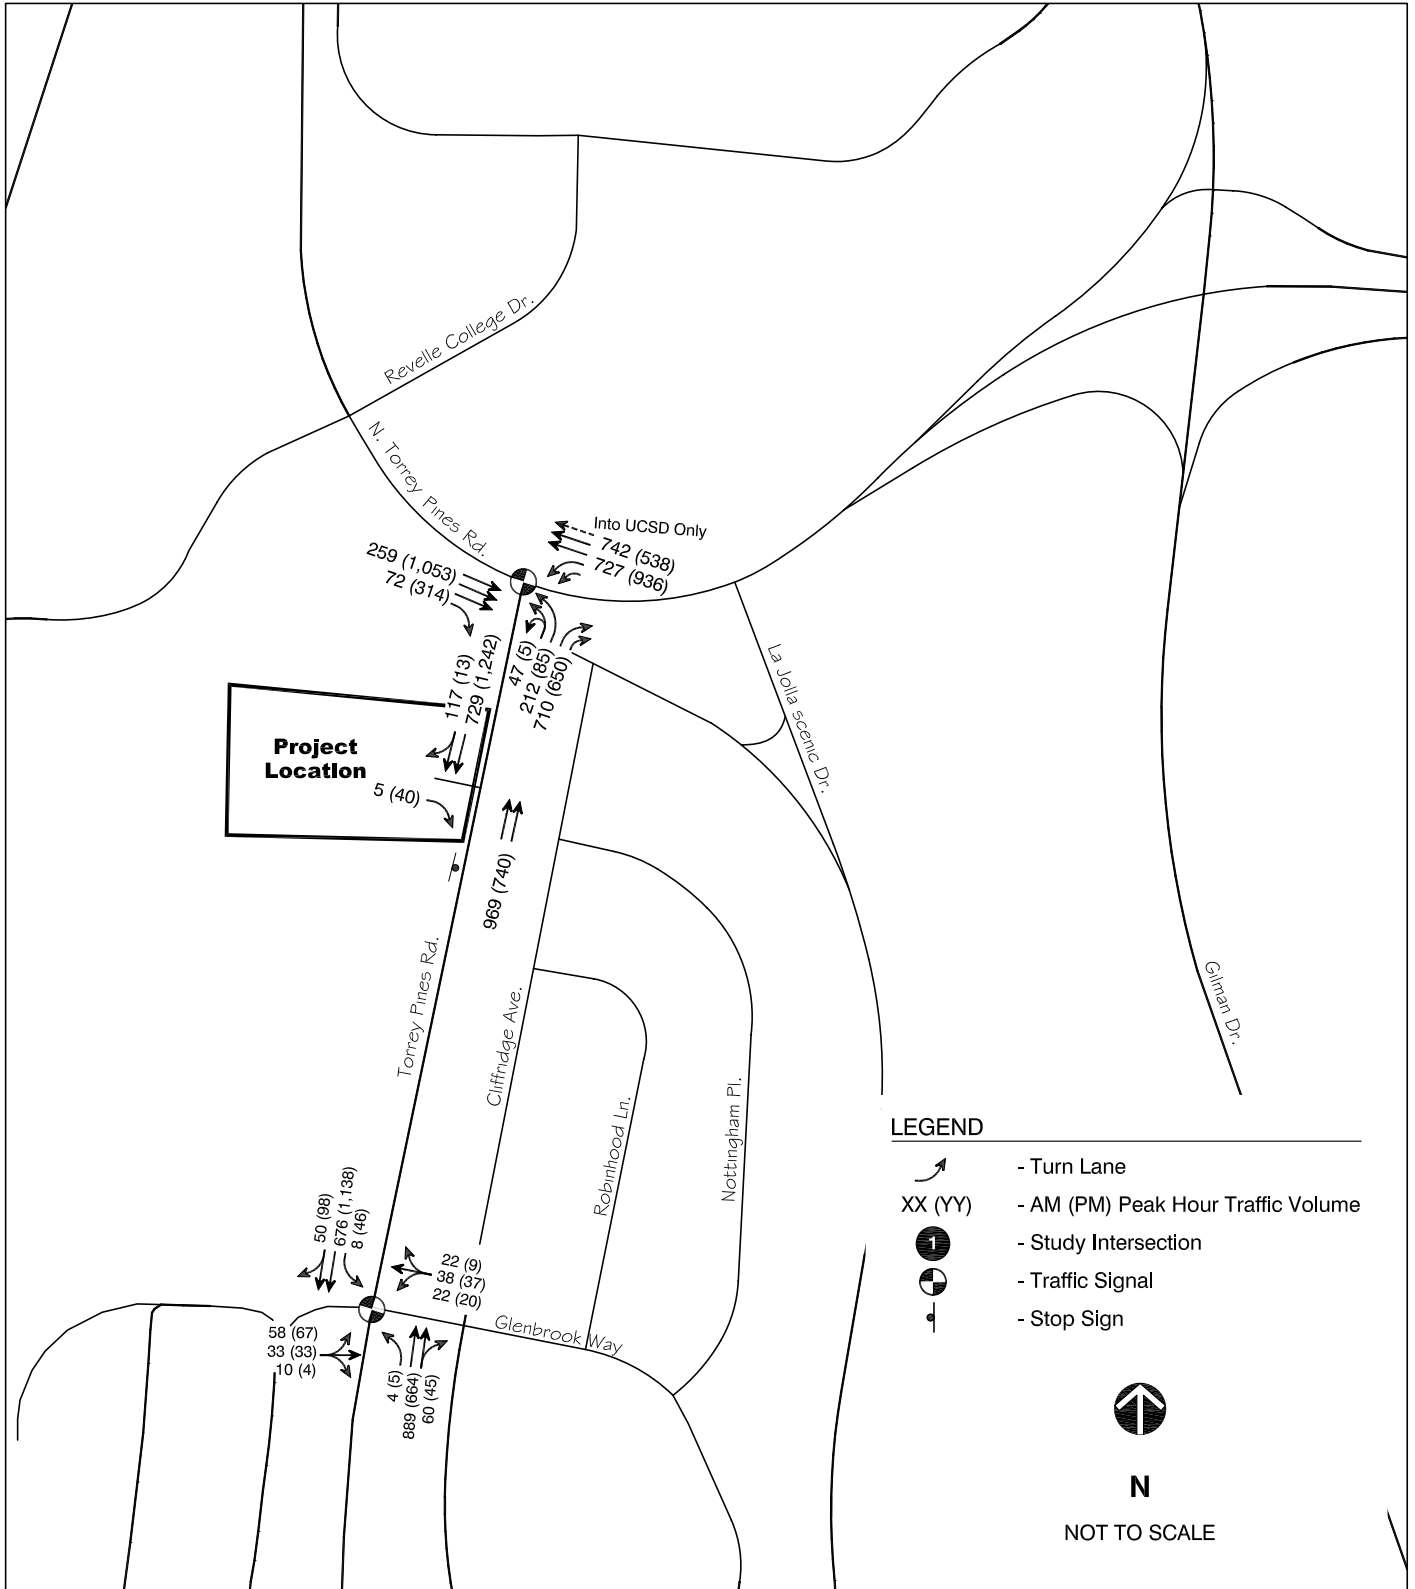 Revelle College Dr.
N. Torrey Pines Rd.
Into UCSD Only
742 (538)
727 (936)
259 (1,053)
72 (314)
117 (13)
729 (1,242)
47 (5)
212 (85)
710 (650)
La Jolla scenic Dr.
Project
Location
5 (40)
969 (740)
Torrey Pines Rd.
Cliffridge Ave.
Gilman Dr.
Robinhood Ln.
Nottingham Pl.
50 (98)
676 (1,138)
8 (46)
22 (9)
38 (37)
22 (20)
Glenbrook Way
58 (67)
33 (33)
10 (4)
4 (5)
889 (664)
60 (45)
LEGEND
- Turn Lane
XX (YY) - AM (PM) Peak Hour Traffic Volume
1 - Study Intersection
- Traffic Signal
- Stop Sign
N
NOT TO SCALE